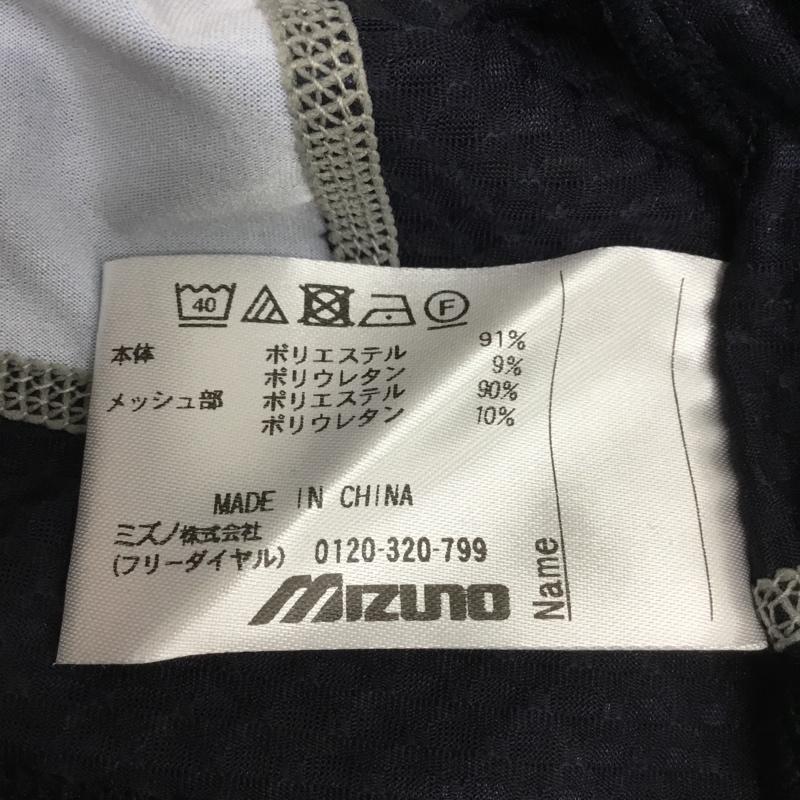 40 F
本体 ポリエステル 91%
ポリウレタン 9%
メッシュ部 ポリエステル 90%
ポリウレタン 10%
MADE IN CHINA
ミズノ株式会社
(フリーダイヤル) 0120-320-799
MIZUNO
Name